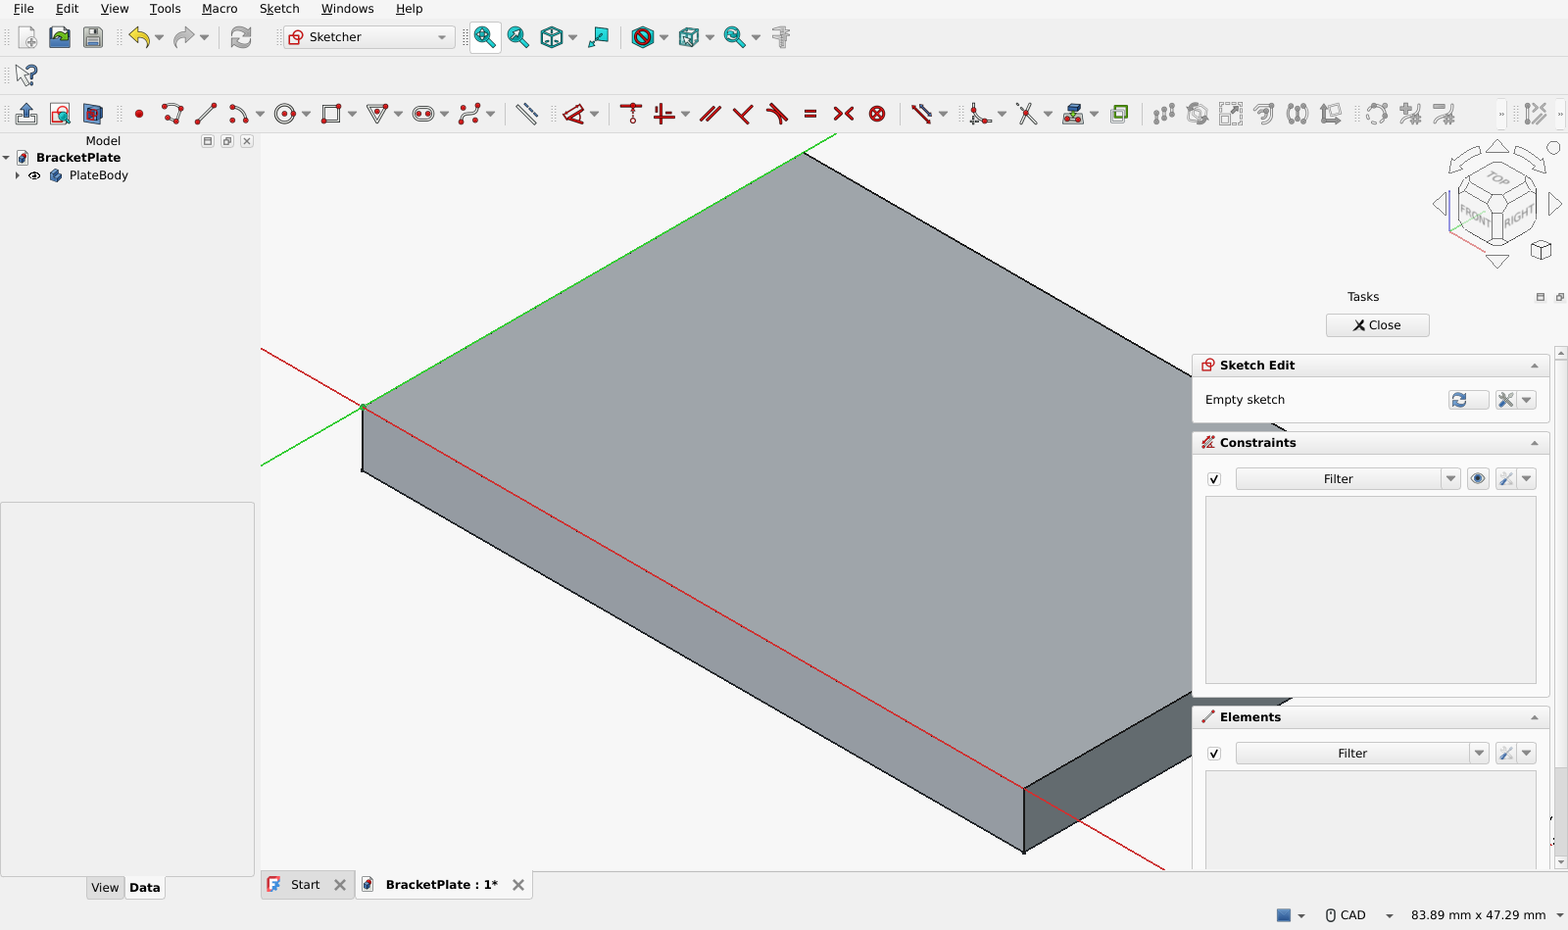 File Edit View Tools Macro Sketch Windows Help
Sketcher
Model
BracketPlate
PlateBody
TOP
FRONT
RIGHT
Tasks
Close
Sketch Edit
Empty sketch
Constraints
Filter
Elements
Filter
View Data
Start
BracketPlate : 1*
CAD
83.89 mm x 47.29 mm